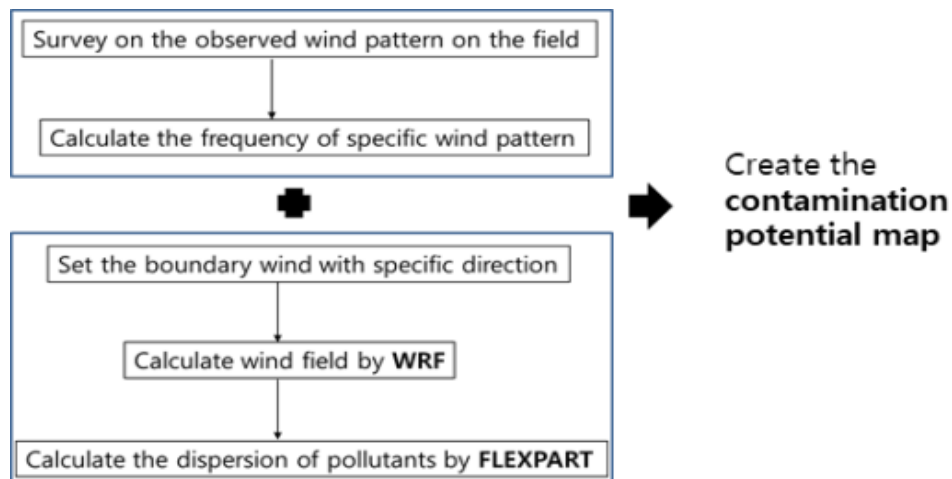 Survey on the observed wind pattern on the field
Calculate the frequency of specific wind pattern
Set the boundary wind with specific direction
Calculate wind field by WRF
Calculate the dispersion of pollutants by FLEXPART
Create the
contamination
potential map